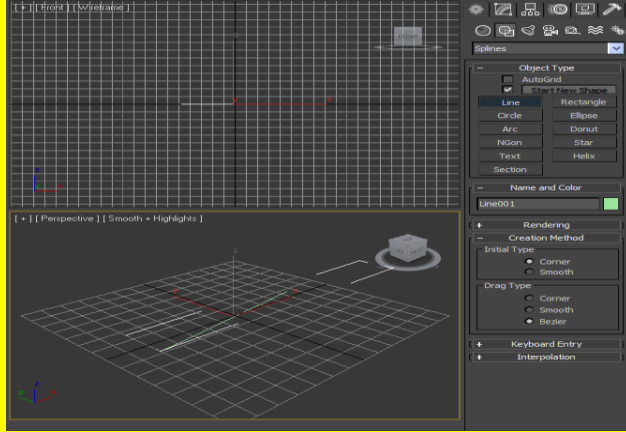 [ + ] [ Front ] [ Wireframe ]
FRONT
x
z
x
[ + ] [ Perspective ] [ Smooth + Highlights ]
z
z
y
x
Splines
Object Type
AutoGrid
Start New Shape
Line Rectangle
Circle Ellipse
Arc Donut
NGon Star
Text Helix
Section
Name and Color
Line001
Rendering
Creation Method
Initial Type
Corner
Smooth
Drag Type
Corner
Smooth
Bezier
Keyboard Entry
Interpolation